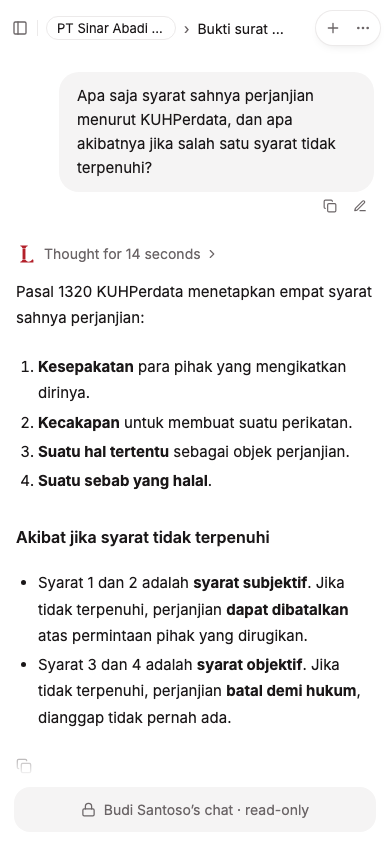 PT Sinar Abadi ... › Bukti surat ...
Apa saja syarat sahnya perjanjian
menurut KUHPerdata, dan apa
akibatnya jika salah satu syarat tidak
terpenuhi?
L Thought for 14 seconds ›
Pasal 1320 KUHPerdata menetapkan empat syarat
sahnya perjanjian:
1. Kesepakatan para pihak yang mengikatkan
dirinya.
2. Kecakapan untuk membuat suatu perikatan.
3. Suatu hal tertentu sebagai objek perjanjian.
4. Suatu sebab yang halal.
Akibat jika syarat tidak terpenuhi
• Syarat 1 dan 2 adalah syarat subjektif. Jika
tidak terpenuhi, perjanjian dapat dibatalkan
atas permintaan pihak yang dirugikan.
• Syarat 3 dan 4 adalah syarat objektif. Jika
tidak terpenuhi, perjanjian batal demi hukum,
dianggap tidak pernah ada.
Budi Santoso’s chat · read-only